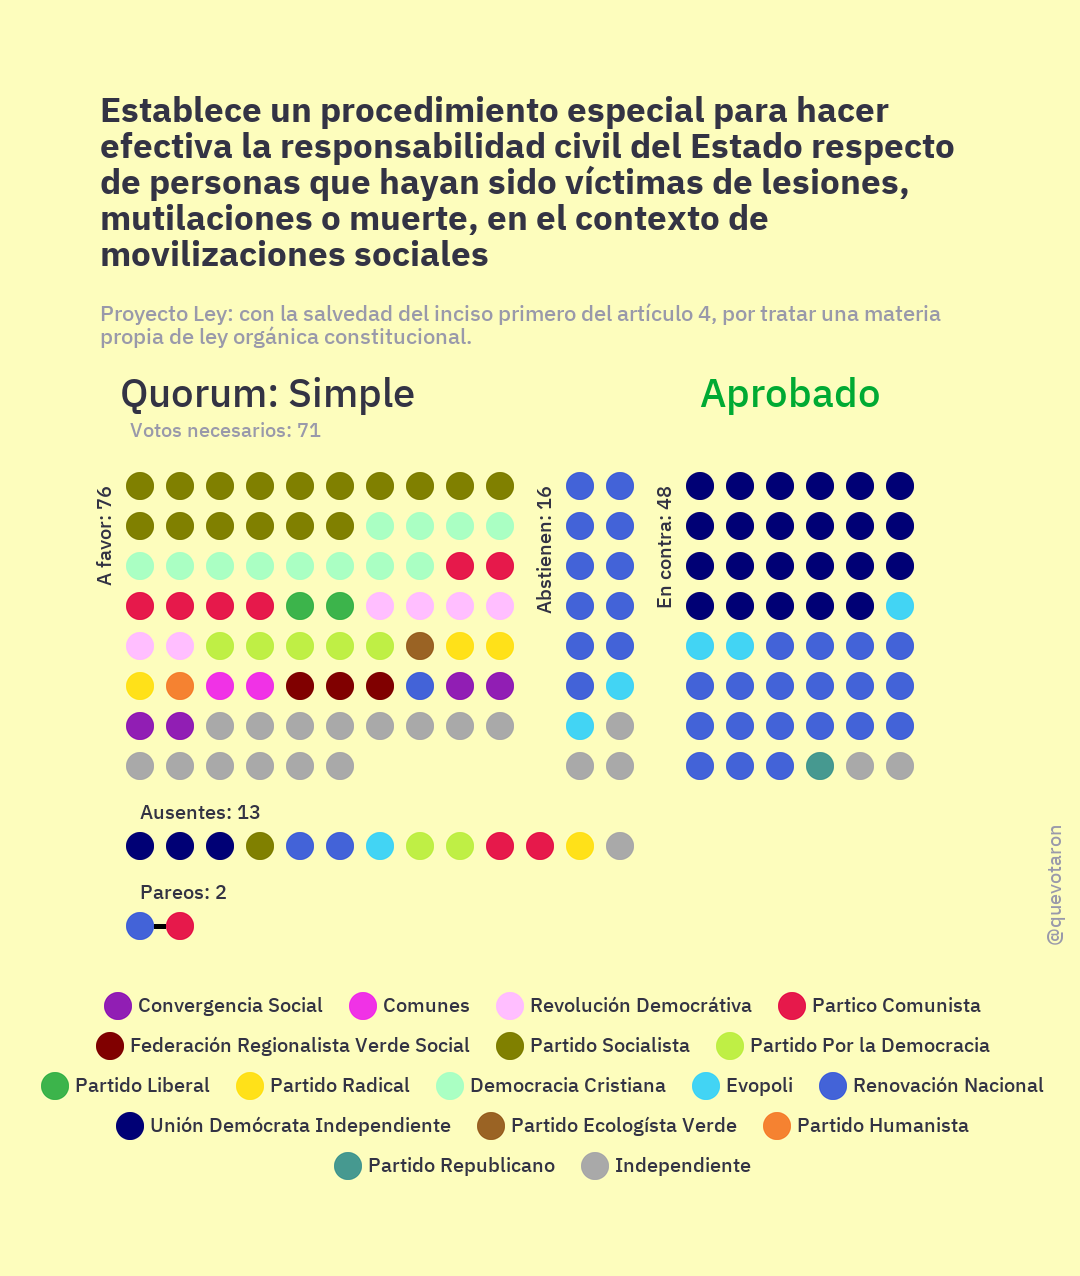 Establece un procedimiento especial para hacer
efectiva la responsabilidad civil del Estado respecto
de personas que hayan sido víctimas de lesiones,
mutilaciones o muerte, en el contexto de
movilizaciones sociales
Proyecto Ley: con la salvedad del inciso primero del artículo 4, por tratar una materia
propia de ley orgánica constitucional.
Quorum: Simple
Aprobado
Votos necesarios: 71
A favor: 76
Abstienen: 16
En contra: 48
Ausentes: 13
Pareos: 2
@quevotaron
Convergencia Social Comunes Revolución Demócrátiva Partico Comunista
Federación Regionalista Verde Social Partido Socialista Partido Por la Democracia
Partido Liberal Partido Radical Democracia Cristiana Evopoli Renovación Nacional
Unión Demócrata Independiente Partido Ecologísta Verde Partido Humanista
Partido Republicano Independiente